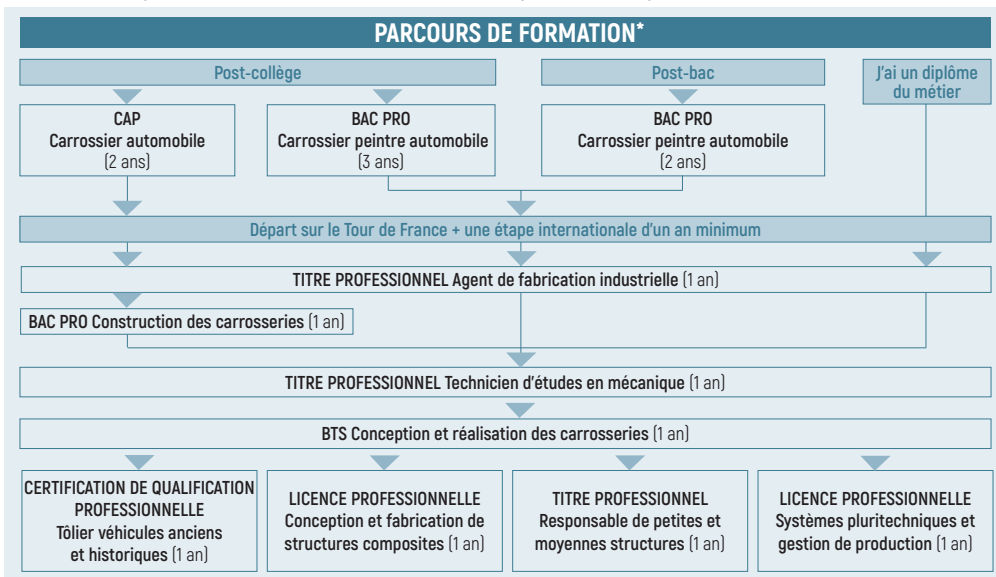 PARCOURS DE FORMATION*
Post-collège
Post-bac
J'ai un diplôme
du métier
CAP
Carrossier automobile
(2 ans)
BAC PRO
Carrossier peintre automobile
(3 ans)
BAC PRO
Carrossier peintre automobile
(2 ans)
Départ sur le Tour de France + une étape internationale d'un an minimum
TITRE PROFESSIONNEL Agent de fabrication industrielle (1 an)
BAC PRO Construction des carrosseries (1 an)
TITRE PROFESSIONNEL Technicien d'études en mécanique (1 an)
BTS Conception et réalisation des carrosseries (1 an)
CERTIFICATION DE QUALIFICATION
PROFESSIONNELLE
Tôlier véhicules anciens
et historiques (1 an)
LICENCE PROFESSIONNELLE
Conception et fabrication de
structures composites (1 an)
TITRE PROFESSIONNEL
Responsable de petites et
moyennes structures (1 an)
LICENCE PROFESSIONNELLE
Systèmes pluritechniques et
gestion de production (1 an)